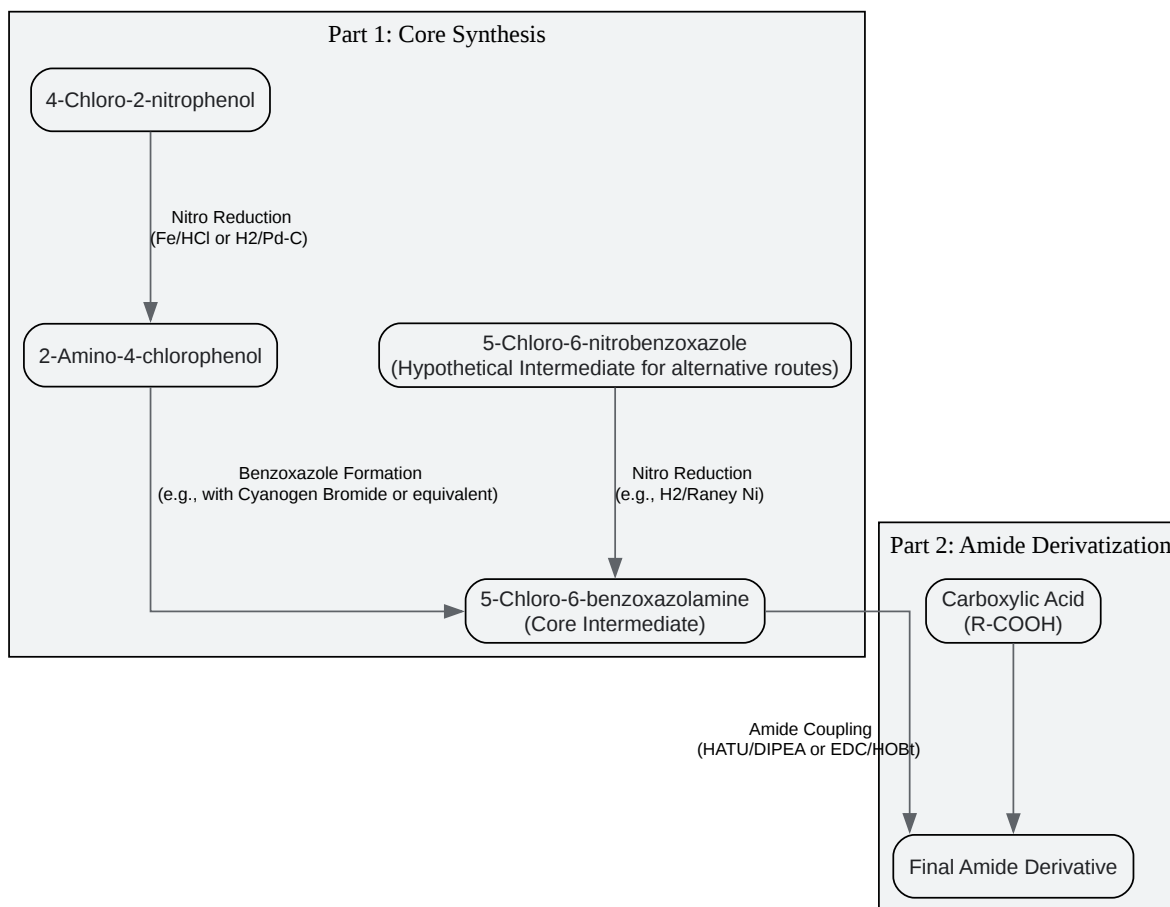 Part 1: Core Synthesis
4-Chloro-2-nitrophenol
Nitro Reduction
(Fe/HCl or H2/Pd-C)
2-Amino-4-chlorophenol
5-Chloro-6-nitrobenzoxazole
(Hypothetical Intermediate for alternative routes)
Benzoxazole Formation
(e.g., with Cyanogen Bromide or equivalent)
Nitro Reduction
(e.g., H2/Raney Ni)
5-Chloro-6-benzoxazolamine
(Core Intermediate)
Part 2: Amide Derivatization
Carboxylic Acid
(R-COOH)
Amide Coupling
(HATU/DIPEA or EDC/HOBt)
Final Amide Derivative